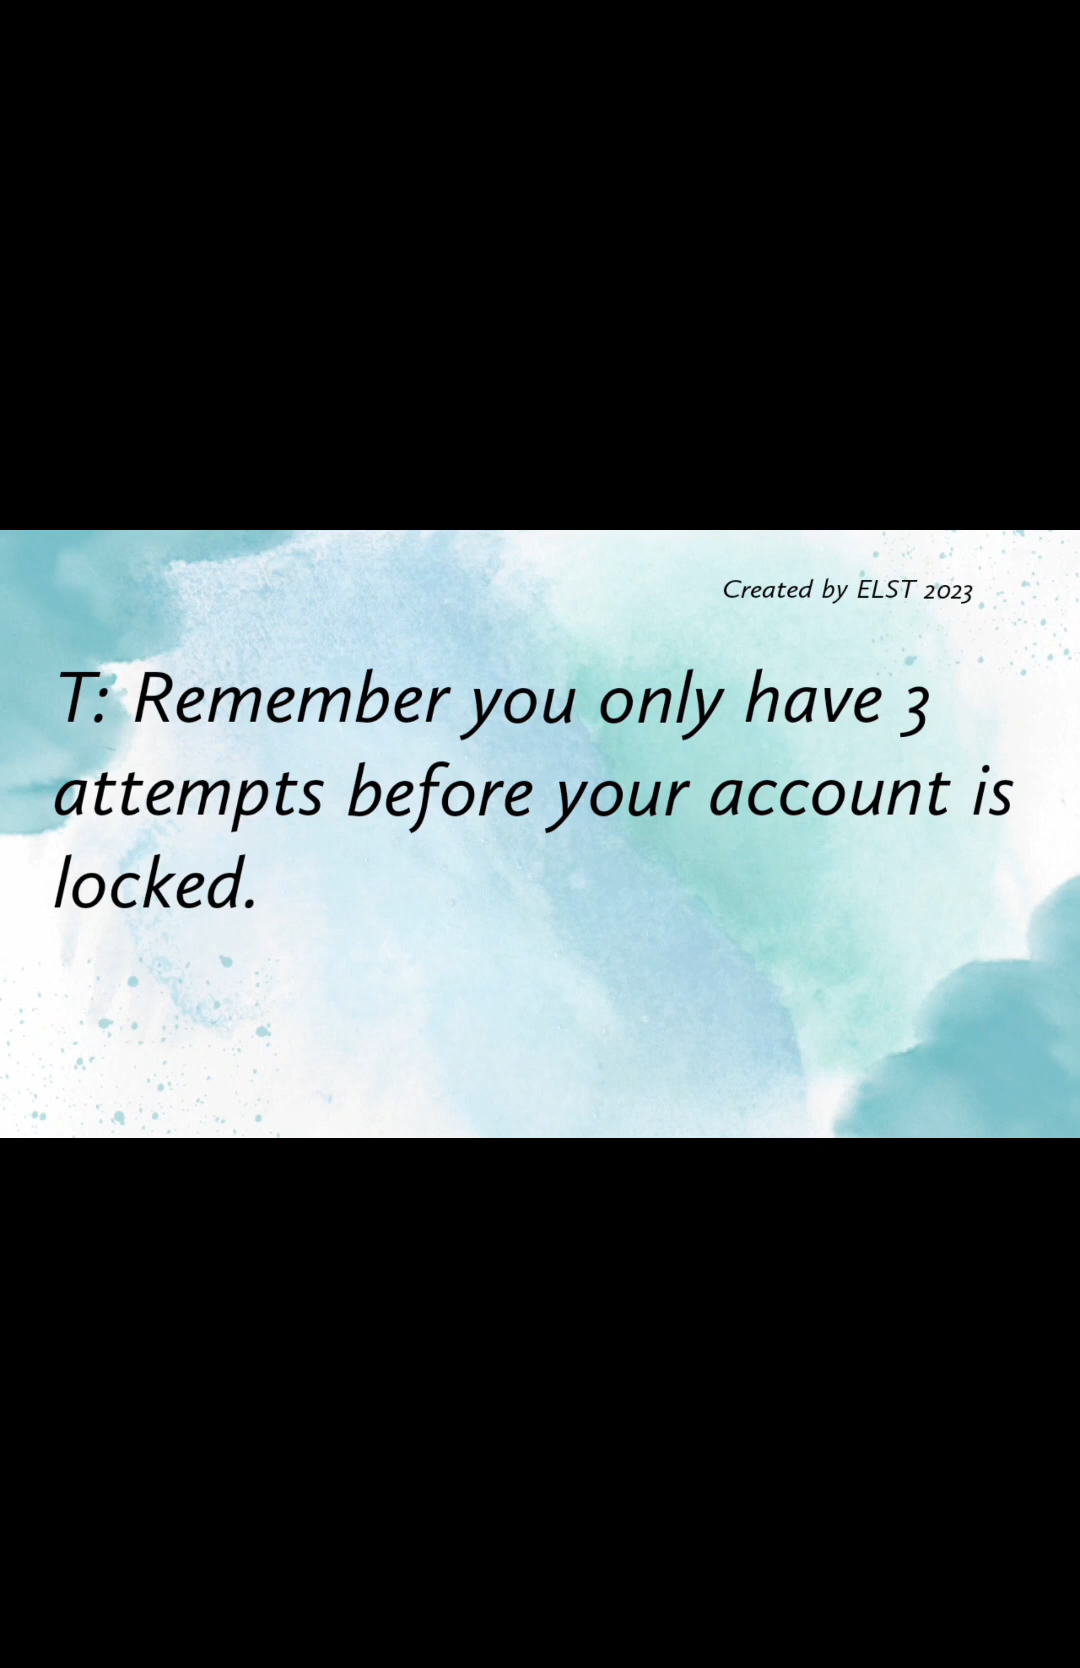 Created by ELST 2023
T: Remember you only have 3
attempts before your account is
locked.